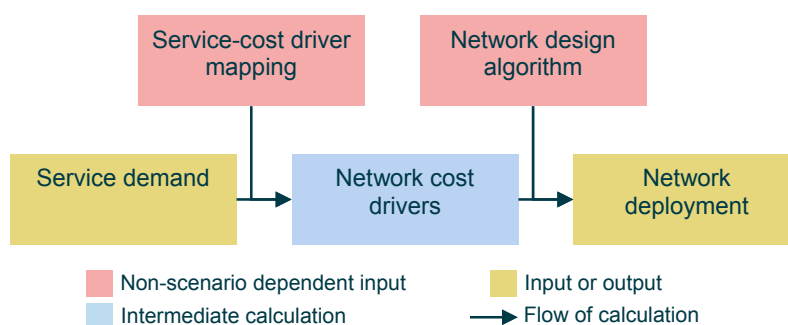 Service-cost driver
mapping
Network design
algorithm
Service demand
Network cost
drivers
Network
deployment
Non-scenario dependent input
Input or output
Intermediate calculation
Flow of calculation